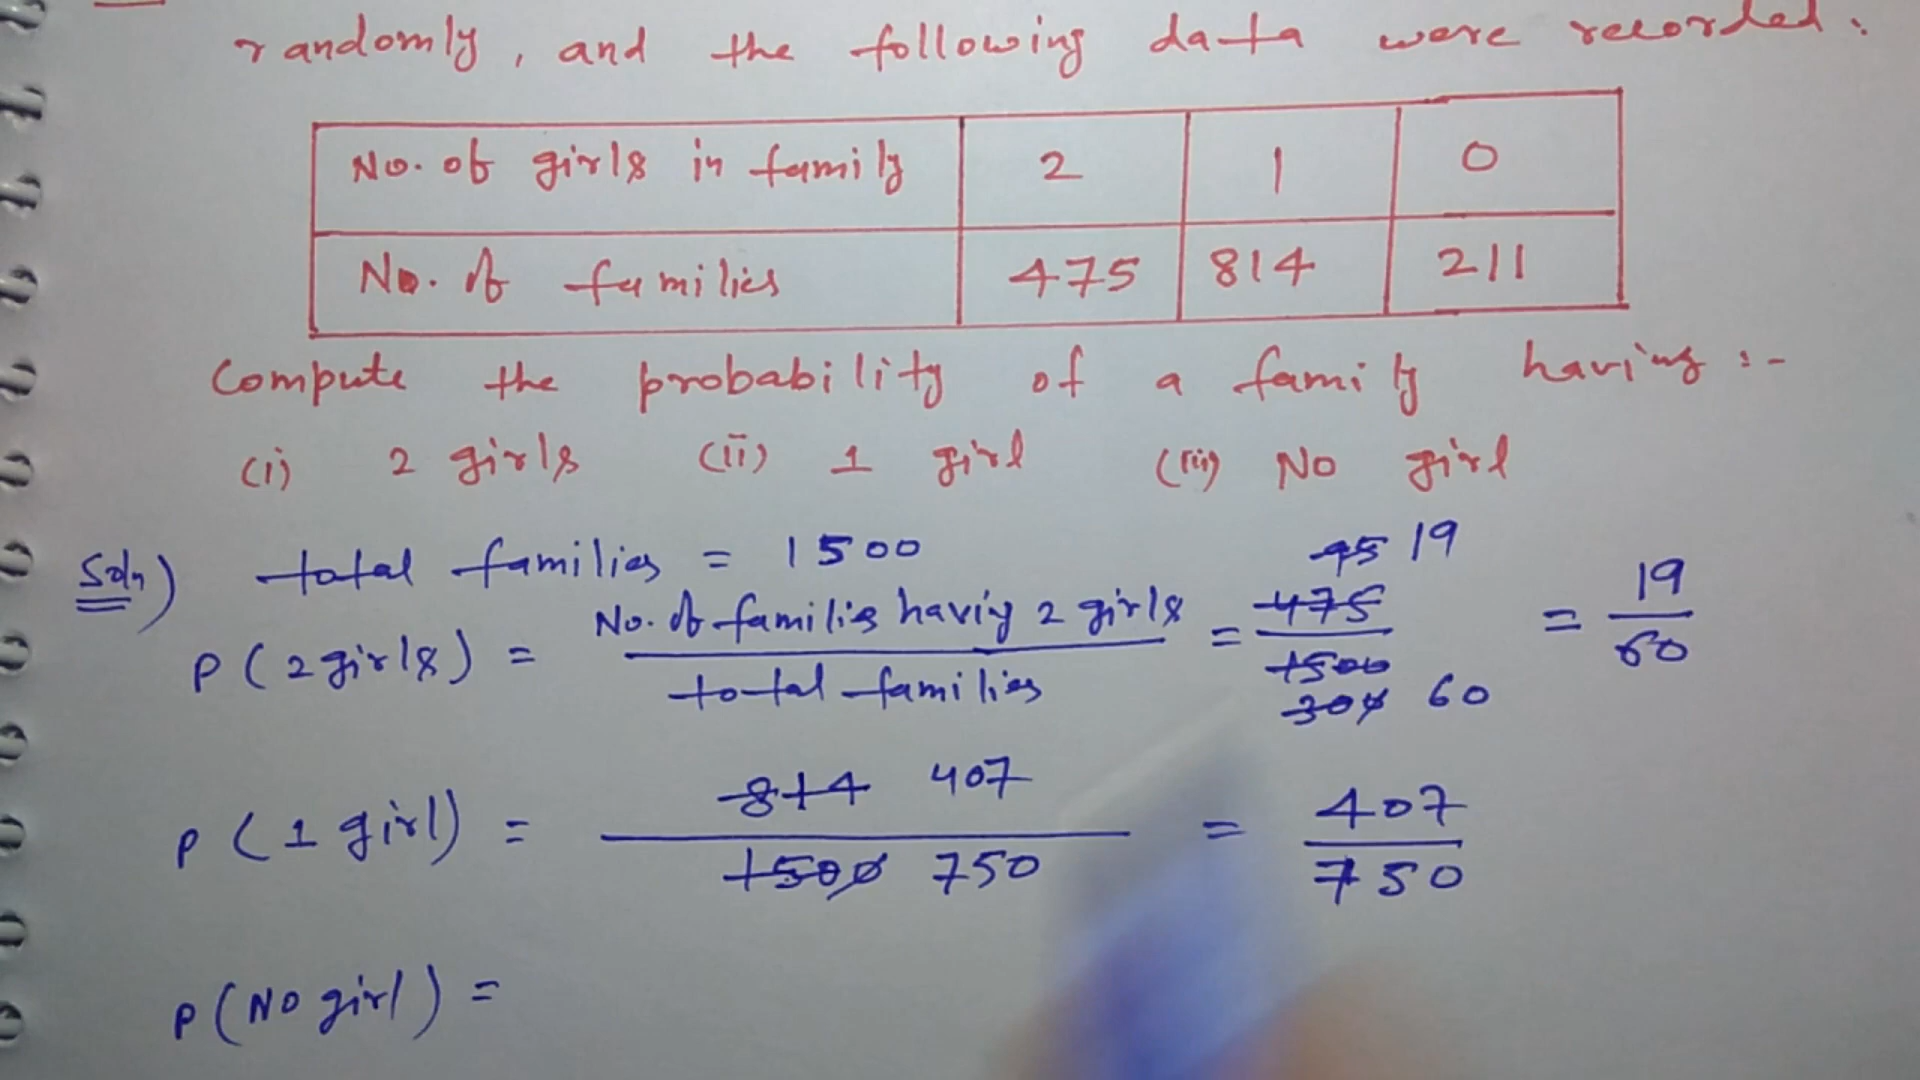 randomly, and the following data were recorded:
No. of girls in family 2 1 0
No. of families 475 814 211
Compute the probability of a family having :-
(i) 2 girls (ii) 1 girl (iii) No girl
Soln) total families = 1500
P(2 girls) = No. of families haviy 2 girls / total families = 475 95 19 / 1500 300 60 = 19 / 60
P(1 girl) = 814 407 / 1500 750 = 407 / 750
P(No girl) =